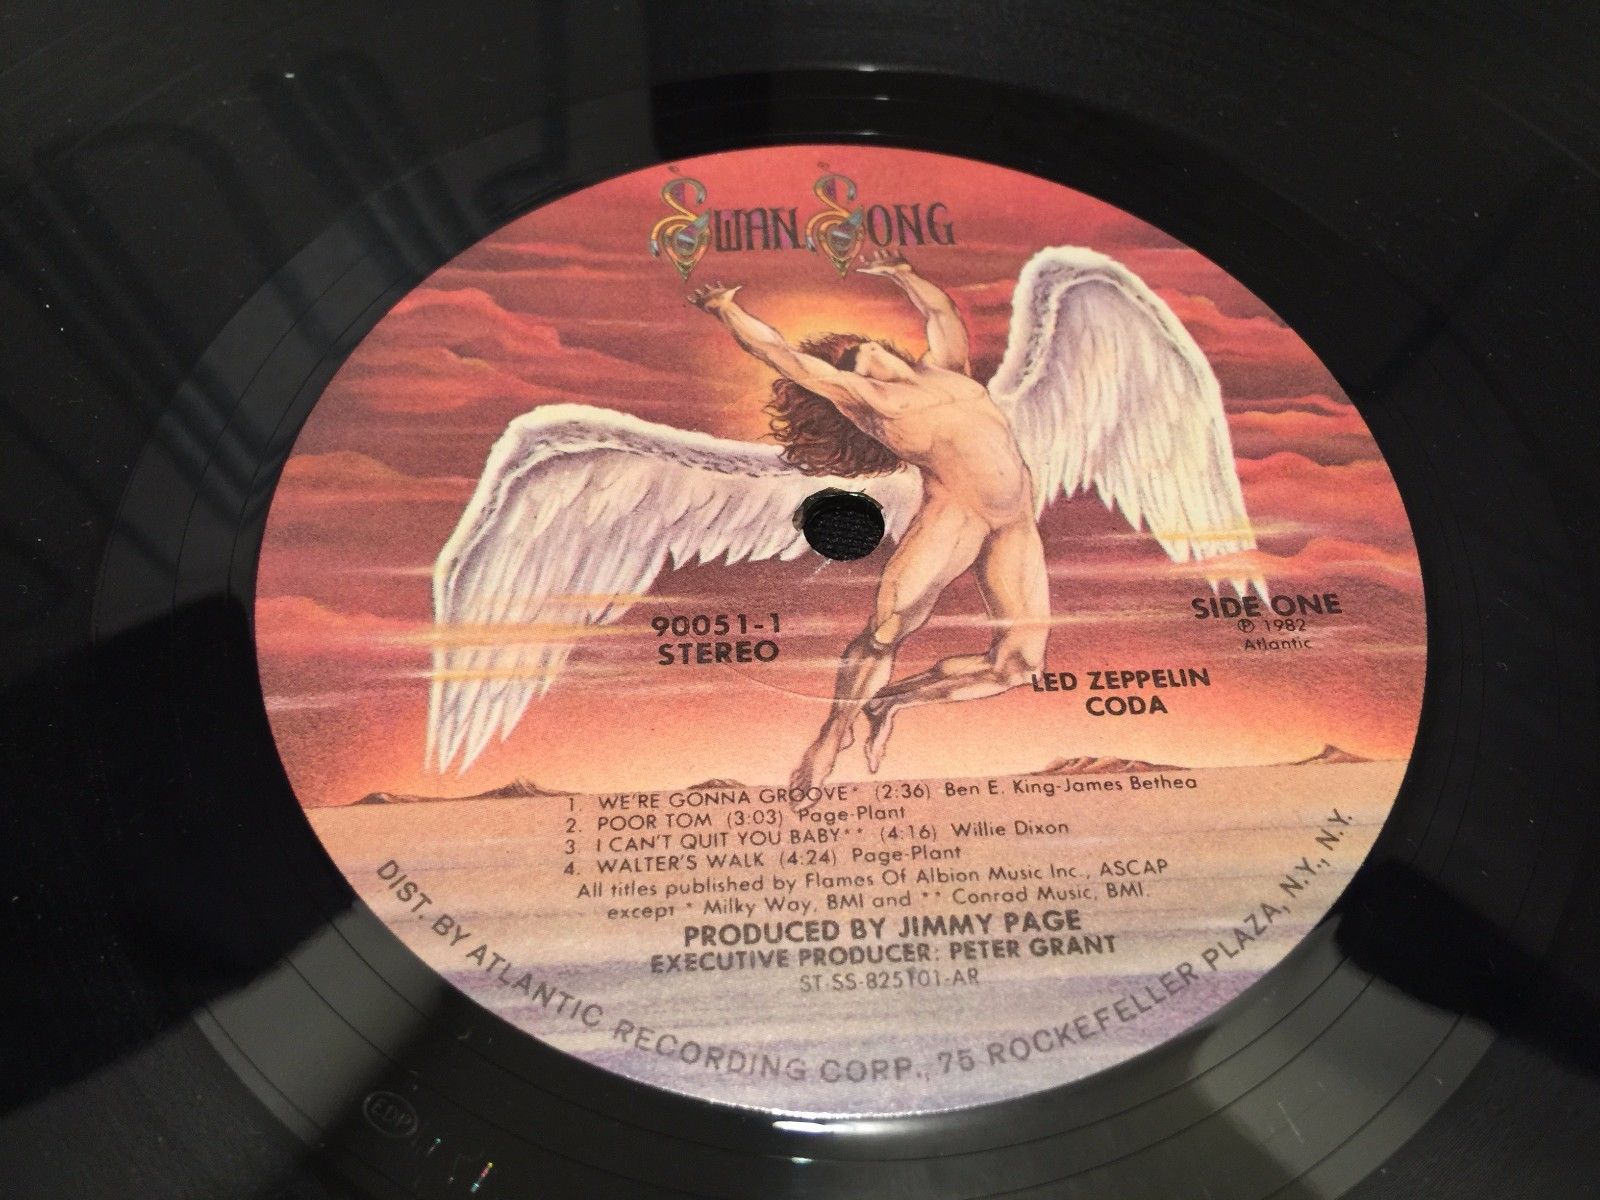 SWAN SONG
90051-1
STEREO
SIDE ONE
℗ 1982
Atlantic
LED ZEPPELIN
CODA
1. WE'RE GONNA GROOVE* (2:36) Ben E. King-James Bethea
2. POOR TOM (3:03) Page-Plant
3 I CAN'T QUIT YOU BABY** (4:16) Willie Dixon
4. WALTER'S WALK (4:24) Page-Plant
All titles published by Flames Of Albion Music Inc., ASCAP
except * Milky Way, BMI and ** Conrad Music, BMI.
PRODUCED BY JIMMY PAGE
EXECUTIVE PRODUCER: PETER GRANT
ST-SS-825101-AR
DIST. BY ATLANTIC RECORDING CORP., 75 ROCKEFELLER PLAZA, N.Y., N.Y.